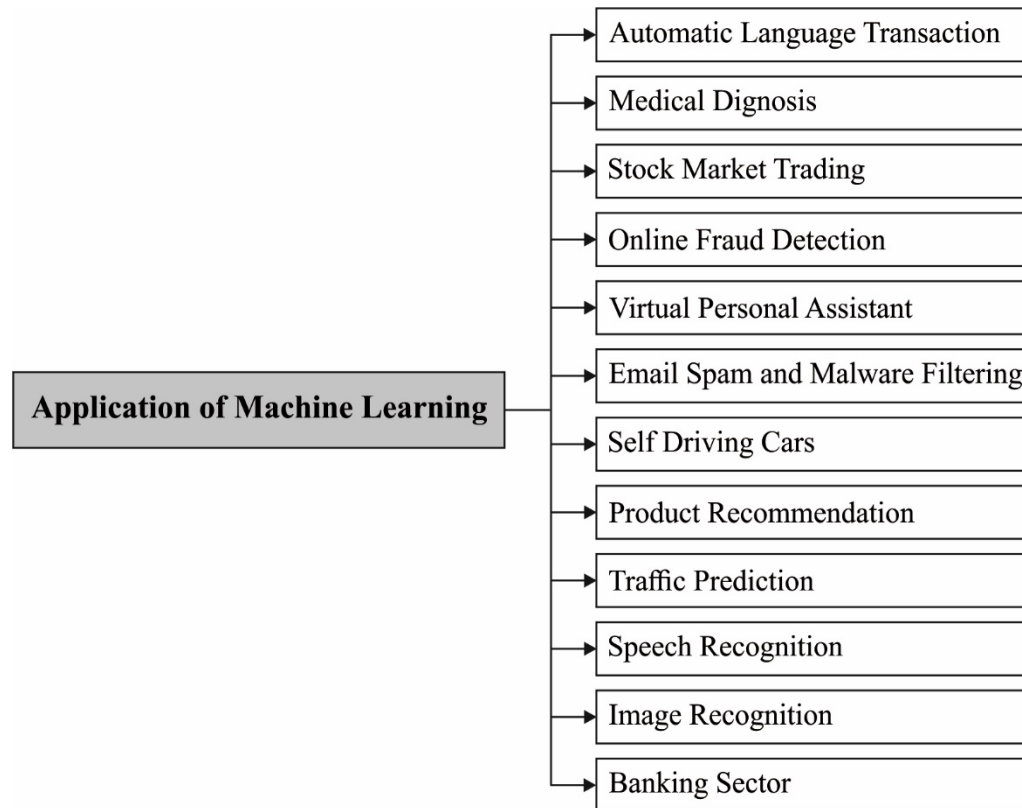 Automatic Language Transaction
Medical Dignosis
Stock Market Trading
Online Fraud Detection
Virtual Personal Assistant
Email Spam and Malware Filtering
Application of Machine Learning
Self Driving Cars
Product Recommendation
Traffic Prediction
Speech Recognition
Image Recognition
Banking Sector